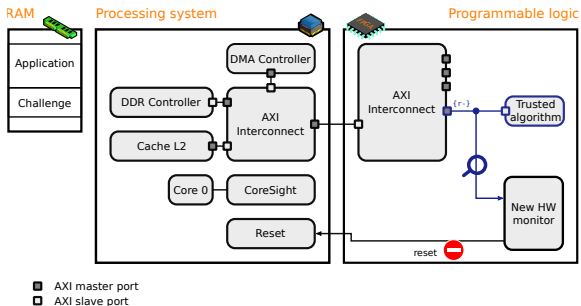 RAM
Application
Challenge
Processing system
DMA Controller
DDR Controller
AXI
Interconnect
Cache L2
Core 0
CoreSight
Reset
Programmable logic
AXI
Interconnect
{r-}
Trusted
algorithm
New HW
monitor
reset
AXI master port
AXI slave port